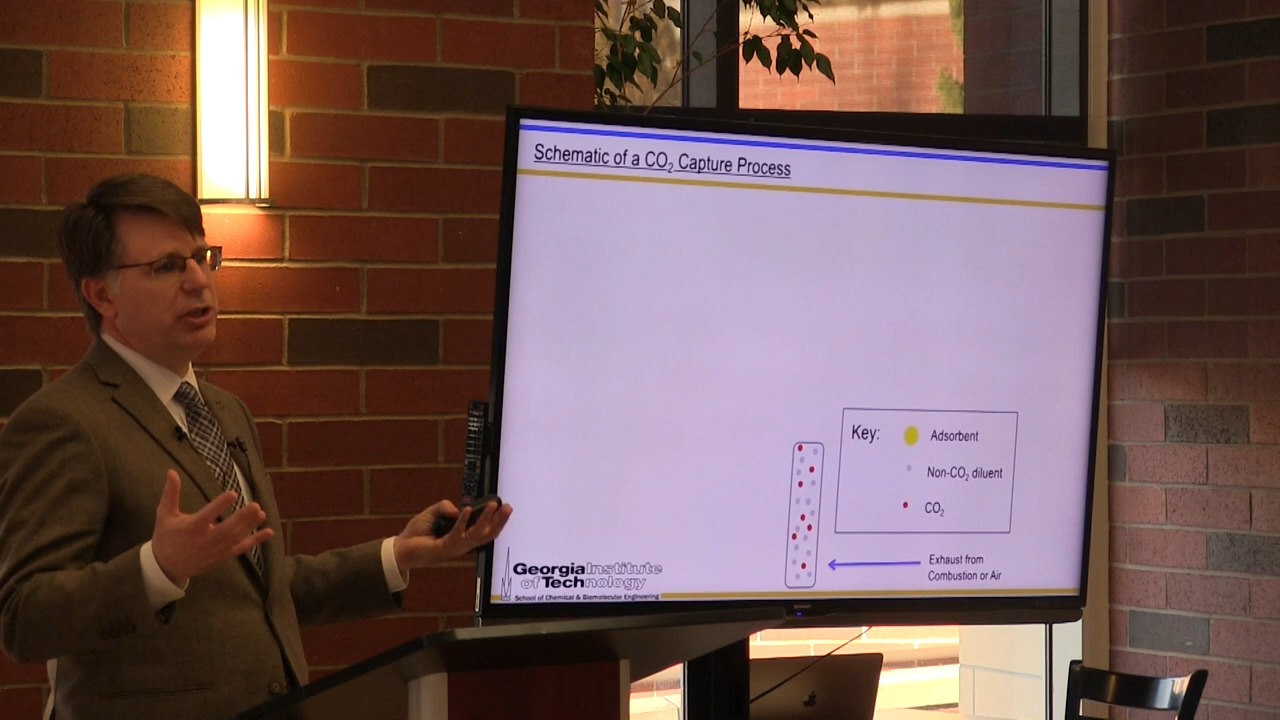 Schematic of a CO₂ Capture Process
Key:
Adsorbent
Non-CO₂ diluent
CO₂
Exhaust from
Combustion or Air
Georgia Institute
of Technology
School of Chemical & Biomolecular Engineering